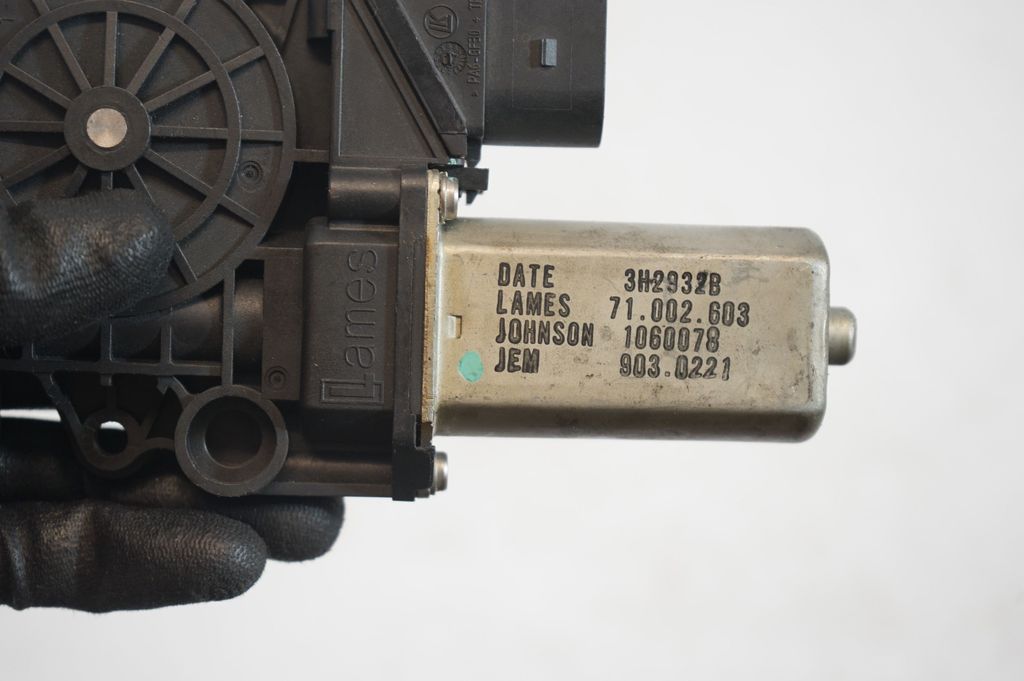 DATE 3H2932B
LAMES 71.002.603
JOHNSON 1060078
JEM 903.0221
Lames